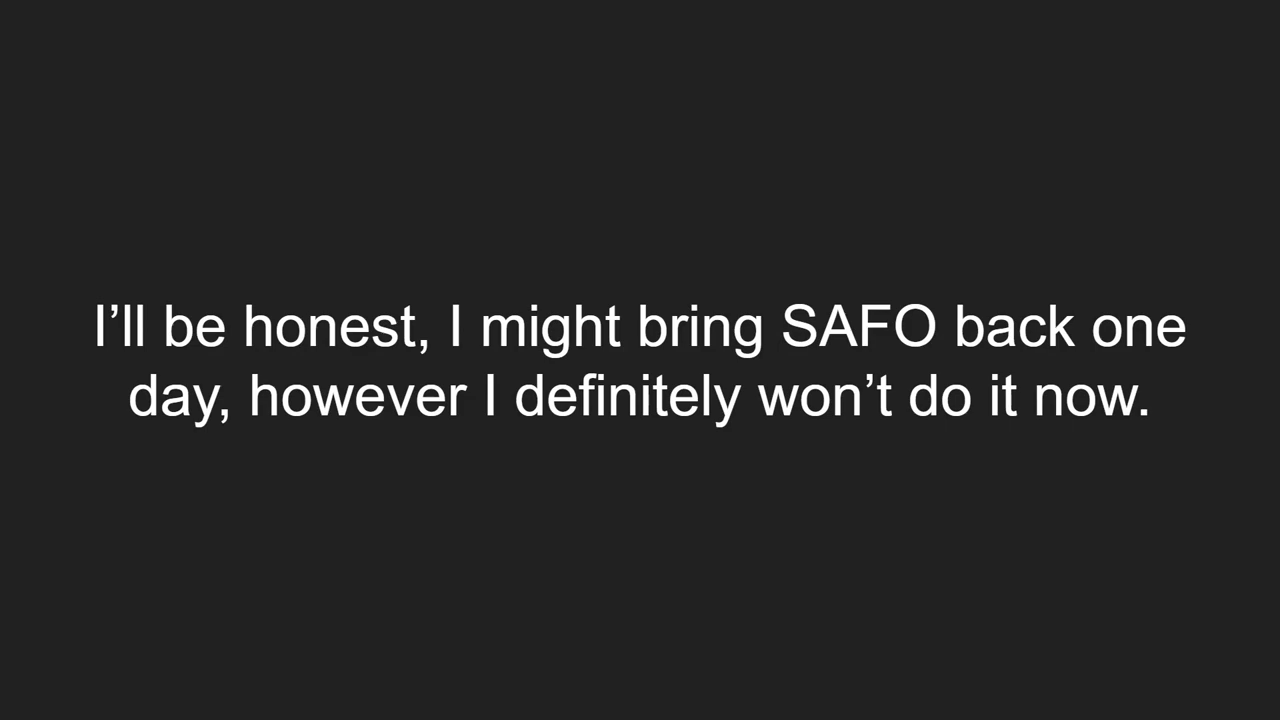 I’ll be honest, I might bring SAFO back one
day, however I definitely won’t do it now.